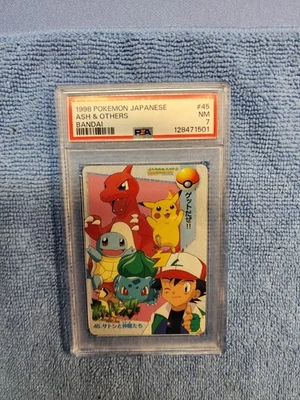 1998 POKEMON JAPANESE #45
ASH & OTHERS NM
BANDAI 7
PSA 128471501
ゲットだぜ!!
45.サトシと仲間たち